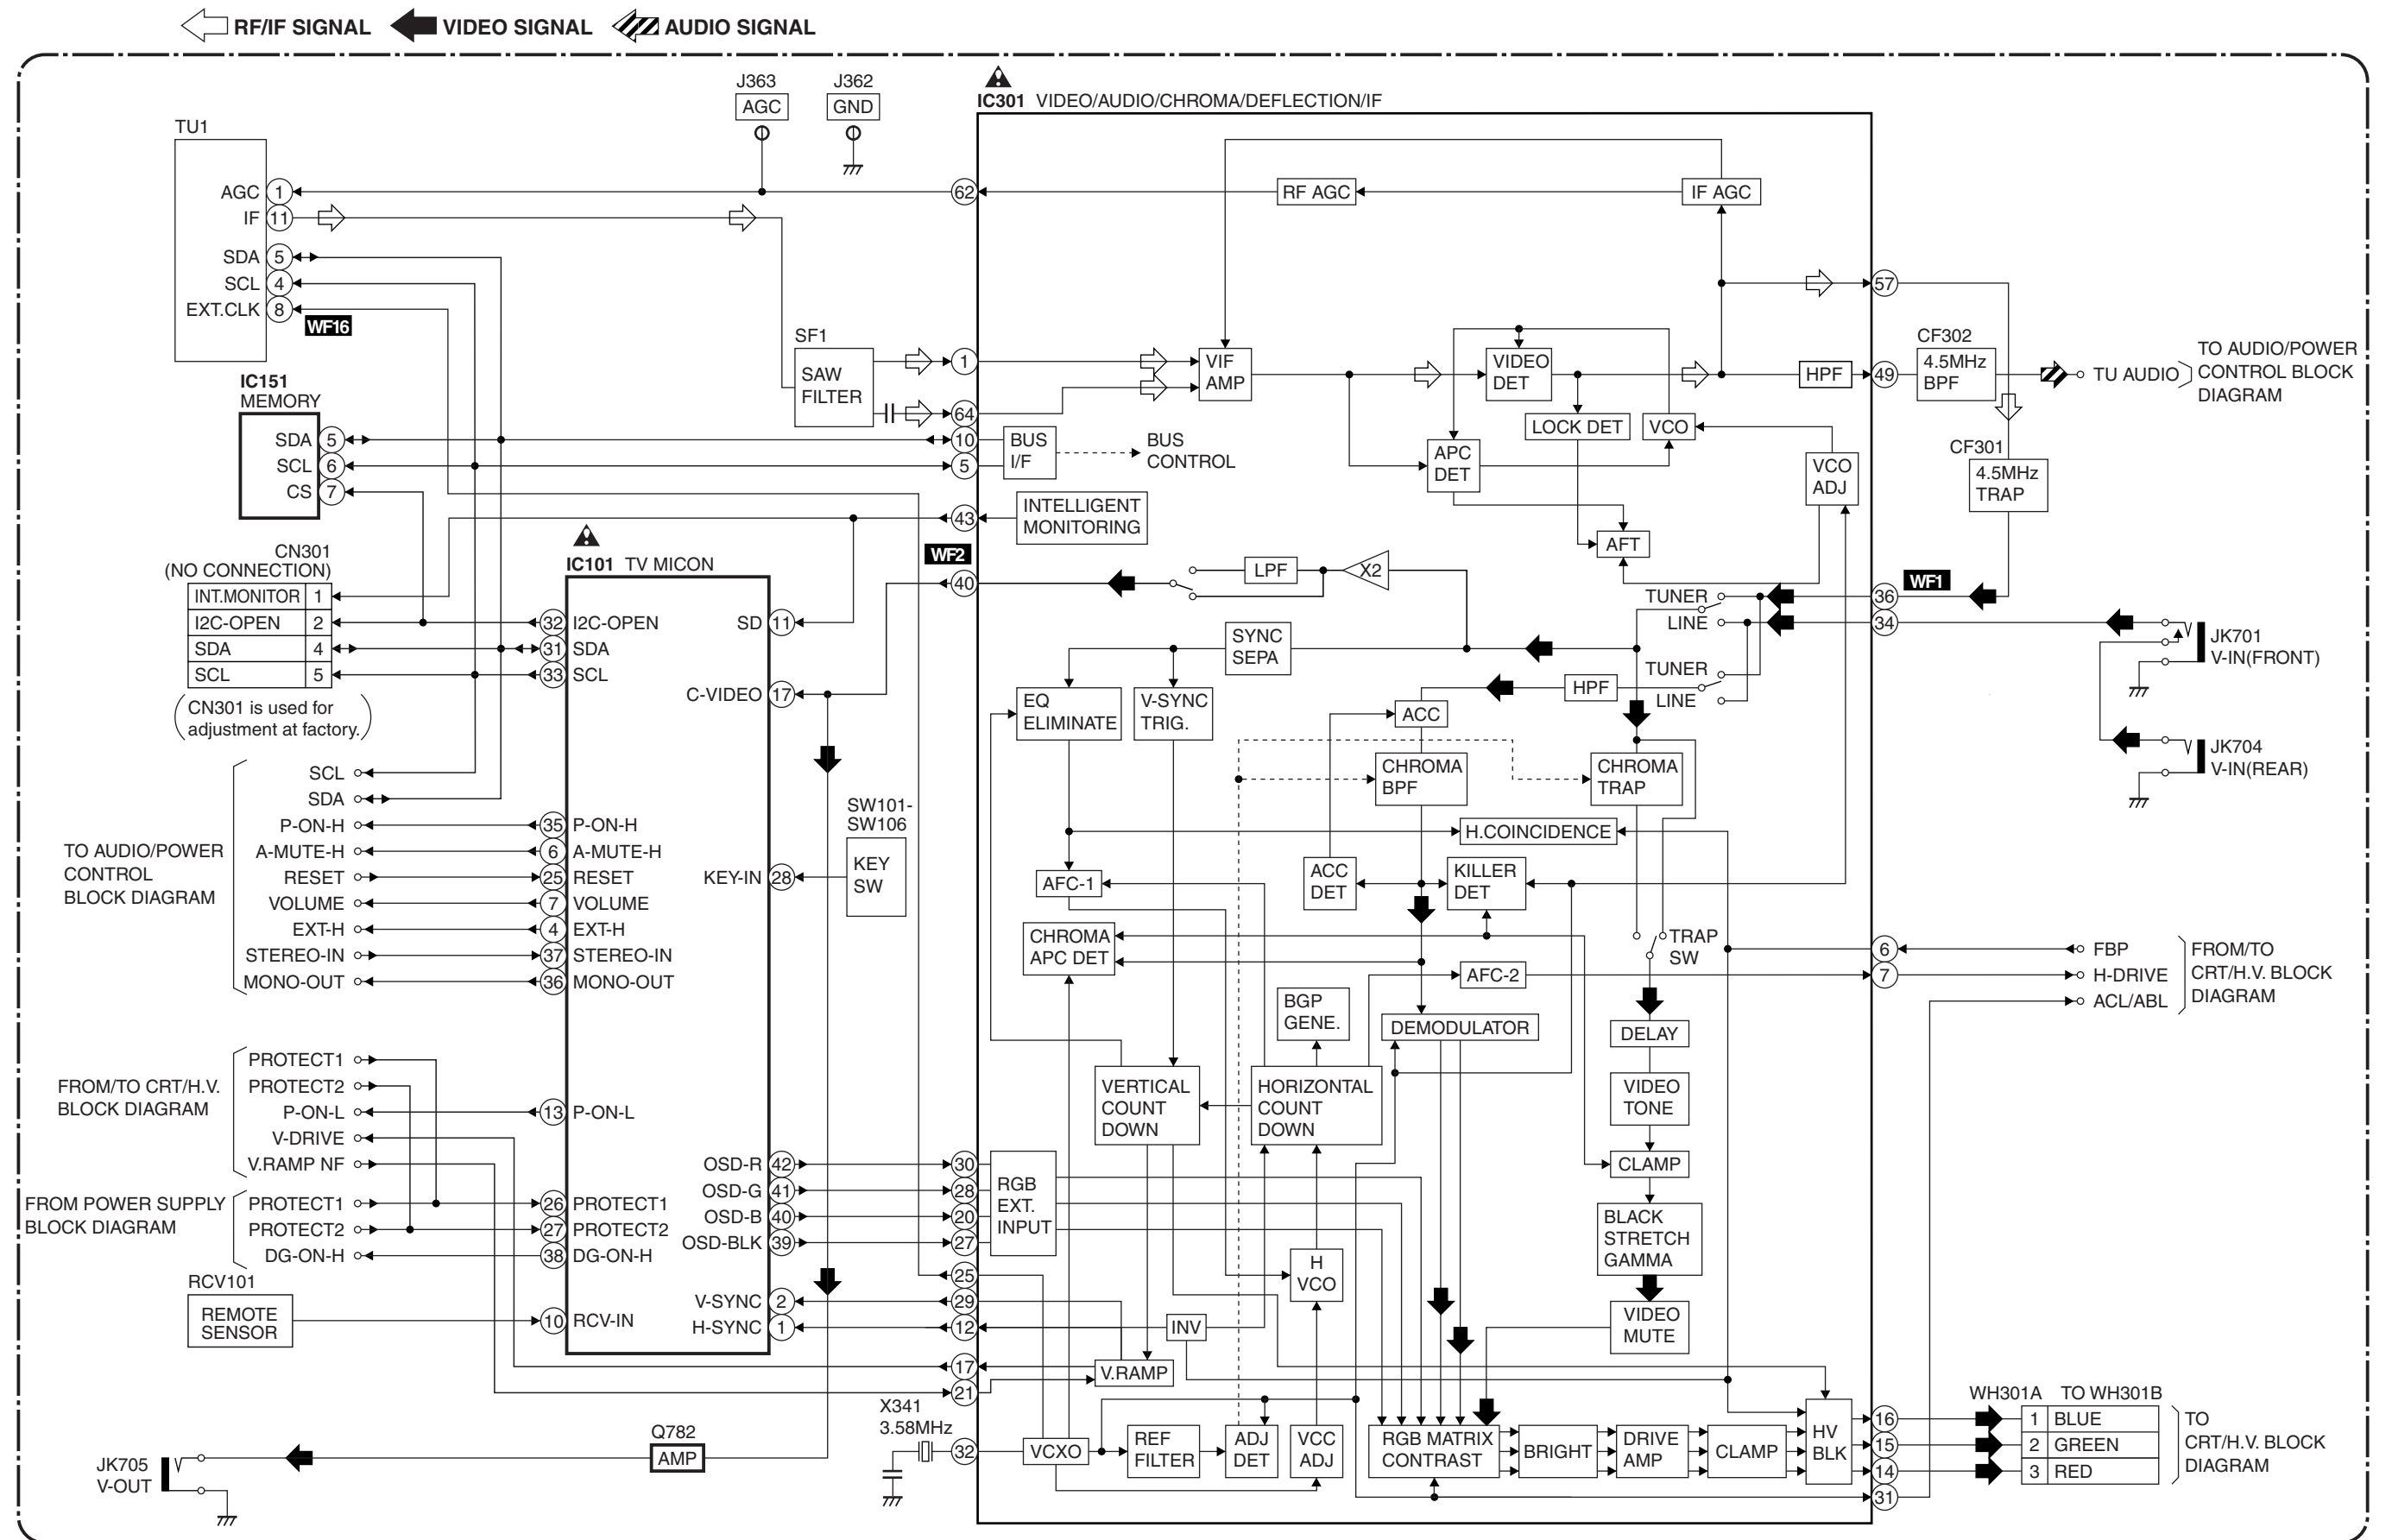 RF/IF SIGNAL
VIDEO SIGNAL
AUDIO SIGNAL
J363
AGC
J362
GND
IC301 VIDEO/AUDIO/CHROMA/DEFLECTION/IF
TU1
AGC 1
IF 11
SDA 5
SCL 4
EXT.CLK 8
WF16
62
RF AGC
IF AGC
57
SF1
SAW
FILTER
1
64
VIF
AMP
VIDEO
DET
HPF
49
CF302
4.5MHz
BPF
TU AUDIO
TO AUDIO/POWER
CONTROL BLOCK
DIAGRAM
LOCK DET
VCO
APC
DET
VCO
ADJ
AFT
CF301
4.5MHz
TRAP
IC151
MEMORY
SDA 5
SCL 6
CS 7
10
5
BUS
I/F
BUS
CONTROL
43
INTELLIGENT
MONITORING
WF2
40
LPF
X2
CN301
(NO CONNECTION)
INT.MONITOR 1
I2C-OPEN 2
SDA 4
SCL 5
(CN301 is used for
adjustment at factory.)
IC101 TV MICON
32 I2C-OPEN
31 SDA
33 SCL
SD 11
C-VIDEO 17
TUNER
LINE
TUNER
LINE
36
WF1
34
JK701
V-IN(FRONT)
JK704
V-IN(REAR)
SYNC
SEPA
EQ
ELIMINATE
V-SYNC
TRIG.
HPF
ACC
CHROMA
BPF
CHROMA
TRAP
H.COINCIDENCE
TO AUDIO/POWER
CONTROL
BLOCK DIAGRAM
SCL
SDA
P-ON-H 35 P-ON-H
A-MUTE-H 6 A-MUTE-H
RESET 25 RESET
VOLUME 7 VOLUME
EXT-H 4 EXT-H
STEREO-IN 37 STEREO-IN
MONO-OUT 36 MONO-OUT
SW101-
SW106
KEY
SW
KEY-IN 28
AFC-1
ACC
DET
KILLER
DET
CHROMA
APC DET
AFC-2
TRAP
SW
BGP
GENE.
DEMODULATOR
DELAY
6
7
FBP
H-DRIVE
ACL/ABL
FROM/TO
CRT/H.V. BLOCK
DIAGRAM
FROM/TO CRT/H.V.
BLOCK DIAGRAM
PROTECT1
PROTECT2
P-ON-L 13 P-ON-L
V-DRIVE
V.RAMP NF
VERTICAL
COUNT
DOWN
HORIZONTAL
COUNT
DOWN
VIDEO
TONE
CLAMP
FROM POWER SUPPLY
BLOCK DIAGRAM
PROTECT1 26 PROTECT1
PROTECT2 27 PROTECT2
DG-ON-H 38 DG-ON-H
OSD-R 42
OSD-G 41
OSD-B 40
OSD-BLK 39
30
28
20
27
RGB
EXT.
INPUT
H
VCO
BLACK
STRETCH
GAMMA
RCV101
REMOTE
SENSOR
10 RCV-IN
V-SYNC 2
H-SYNC 1
25
29
12
17
21
INV
V.RAMP
VIDEO
MUTE
X341
3.58MHz
32
VCXO
REF
FILTER
ADJ
DET
VCC
ADJ
RGB MATRIX
CONTRAST
BRIGHT
DRIVE
AMP
CLAMP
HV
BLK
16
15
14
31
WH301A TO WH301B
1 BLUE
2 GREEN
3 RED
TO
CRT/H.V. BLOCK
DIAGRAM
JK705
V-OUT
Q782
AMP